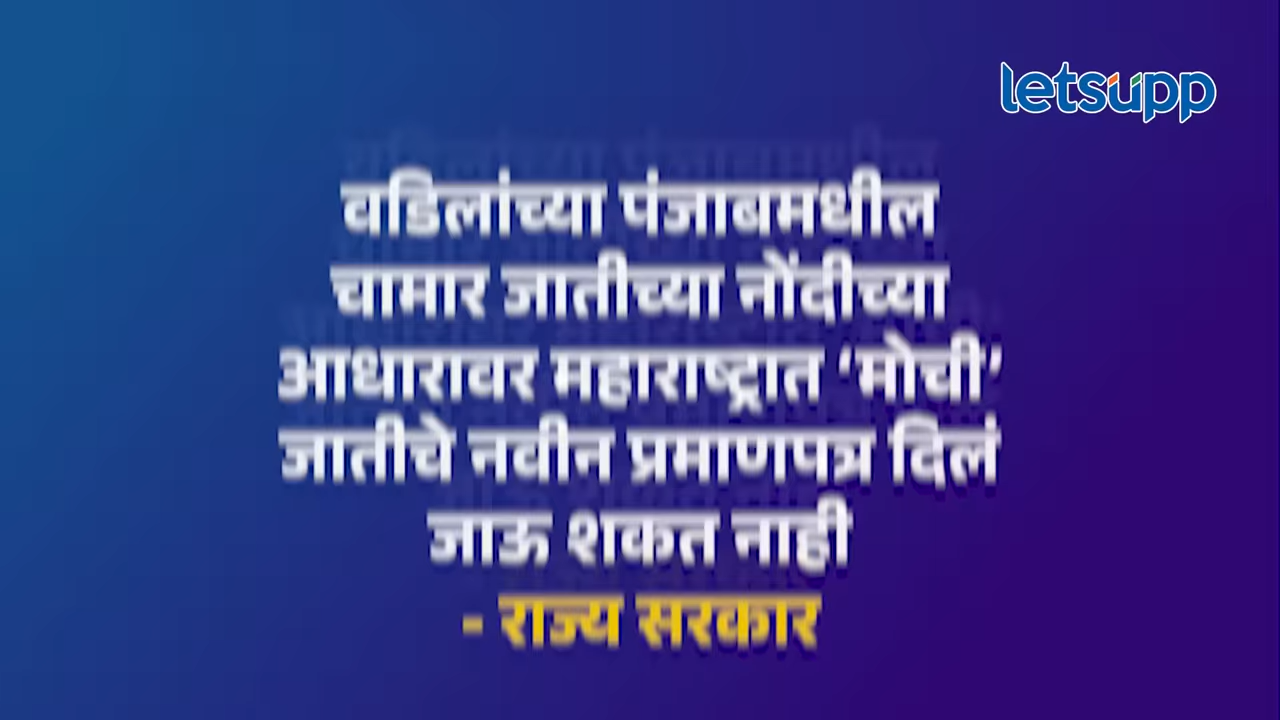 letsupp
वडिलांच्या पंजाबमधील
चामार जातीच्या नोंदीच्या
आधारावर महाराष्ट्रात ‘मोची’
जातीचे नवीन प्रमाणपत्र दिलं
जाऊ शकत नाही
- राज्य सरकार